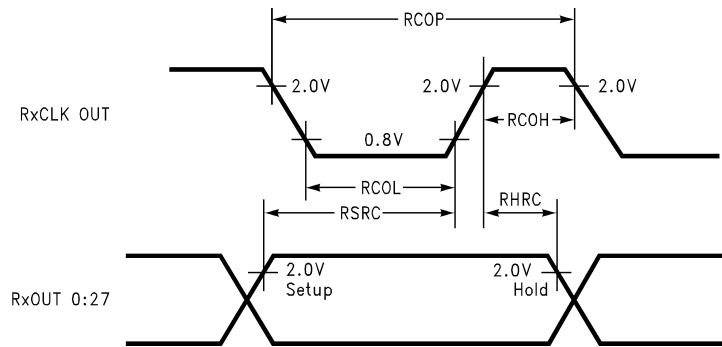 RCOP
2.0V
2.0V
2.0V
RxCLK OUT
RCOH
0.8V
RCOL
RSRC
RHRC
2.0V
2.0V
RxOUT 0:27
Setup
Hold